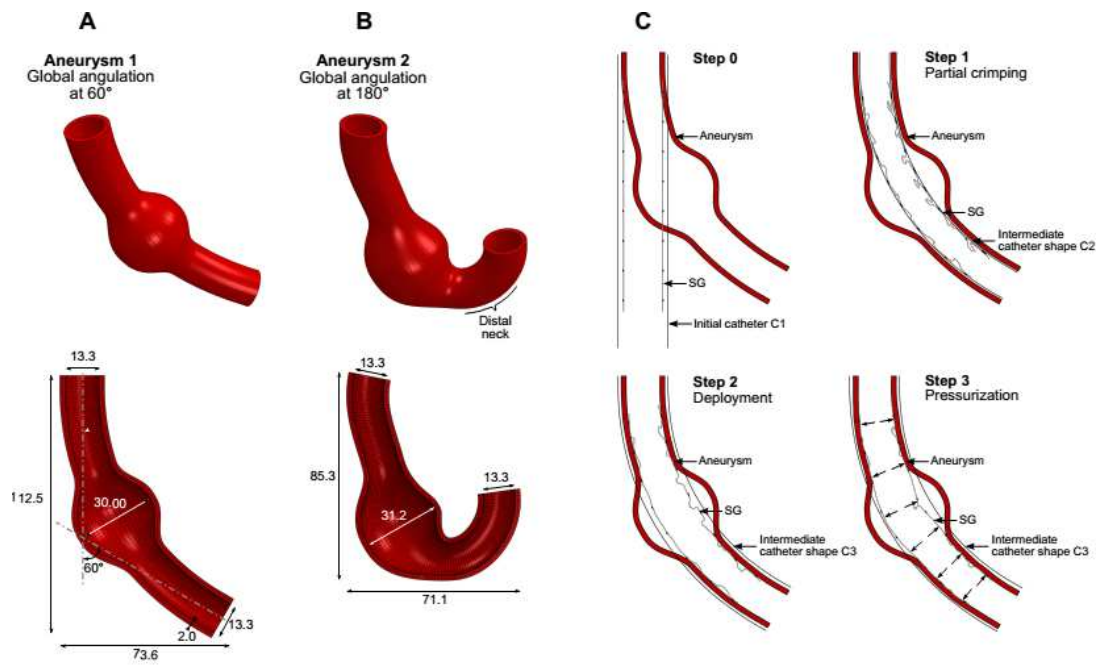 A
Aneurysm 1
Global angulation
at 60°
B
Aneurysm 2
Global angulation
at 180°
Distal
neck
13.3
112.5
30.00
60°
2.0
13.3
73.6
13.3
85.3
31.2
13.3
71.1
C
Step 0
Aneurysm
SG
Initial catheter C1
Step 1
Partial crimping
Aneurysm
SG
Intermediate
catheter shape C2
Step 2
Deployment
Aneurysm
SG
Intermediate
catheter shape C3
Step 3
Pressurization
Aneurysm
SG
Intermediate
catheter shape C3